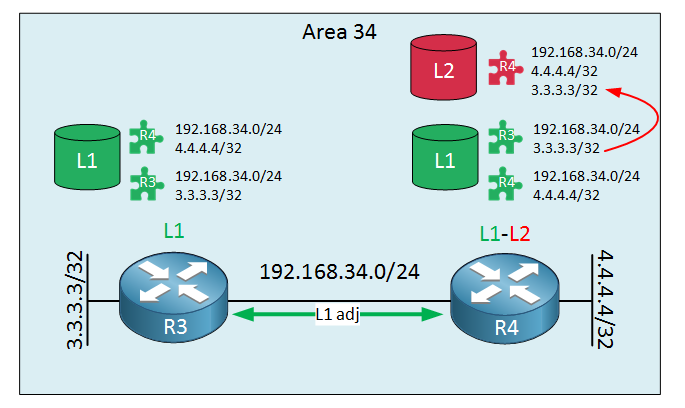 Area 34
L2
R4
192.168.34.0/24
4.4.4.4/32
3.3.3.3/32
L1
R4
192.168.34.0/24
4.4.4.4/32
R3
192.168.34.0/24
3.3.3.3/32
L1
R3
192.168.34.0/24
3.3.3.3/32
R4
192.168.34.0/24
4.4.4.4/32
L1
L1-L2
3.3.3.3/32
R3
192.168.34.0/24
L1 adj
R4
4.4.4.4/32